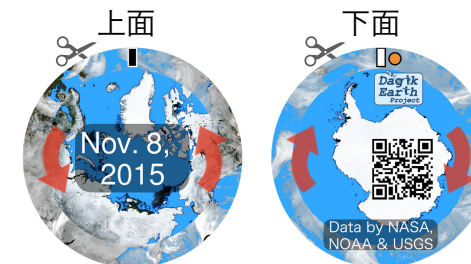 上面
下面
Dagik
Earth
Project
Nov. 8,
2015
Data by NASA,
NOAA & USGS